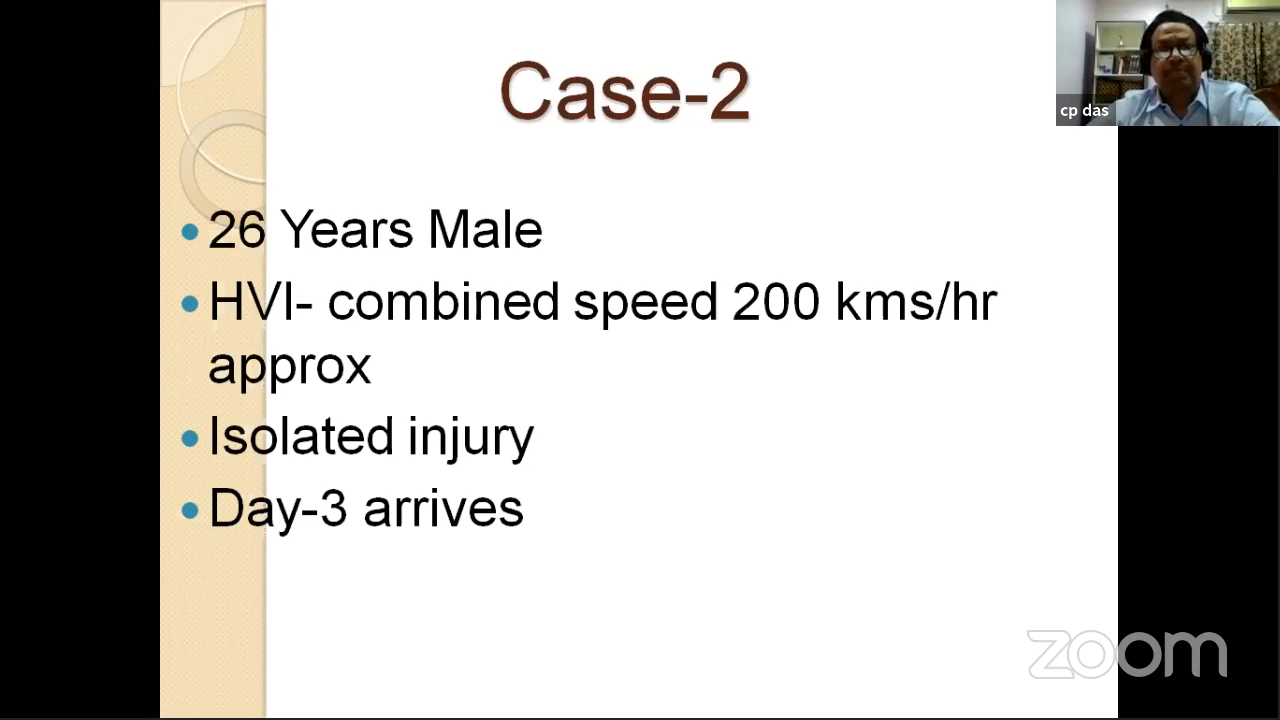 Case-2
cp das
• 26 Years Male
• HVI- combined speed 200 kms/hr
approx
• Isolated injury
• Day-3 arrives
zoom